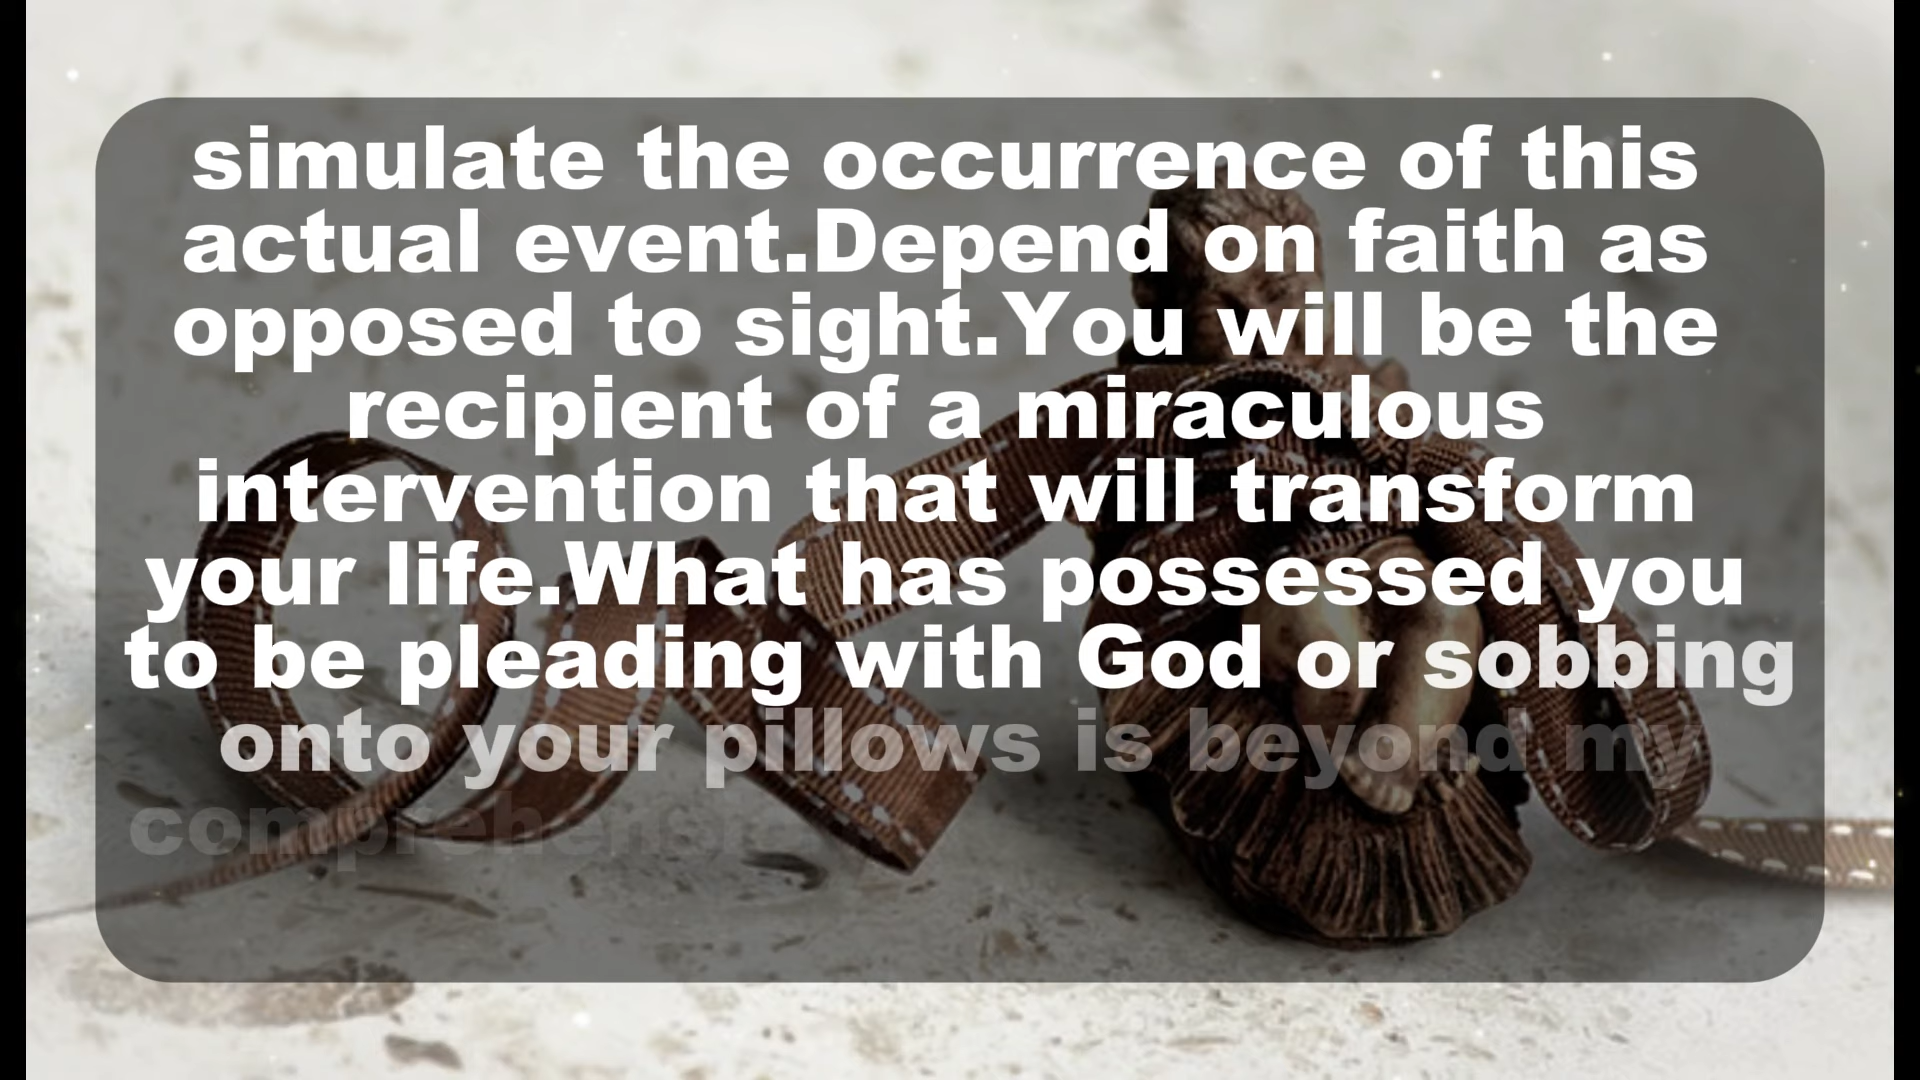 simulate the occurrence of this
actual event.Depend on faith as
opposed to sight.You will be the
recipient of a miraculous
intervention that will transform
your life.What has possessed you
to be pleading with God or sobbing
onto your pillows is beyond my